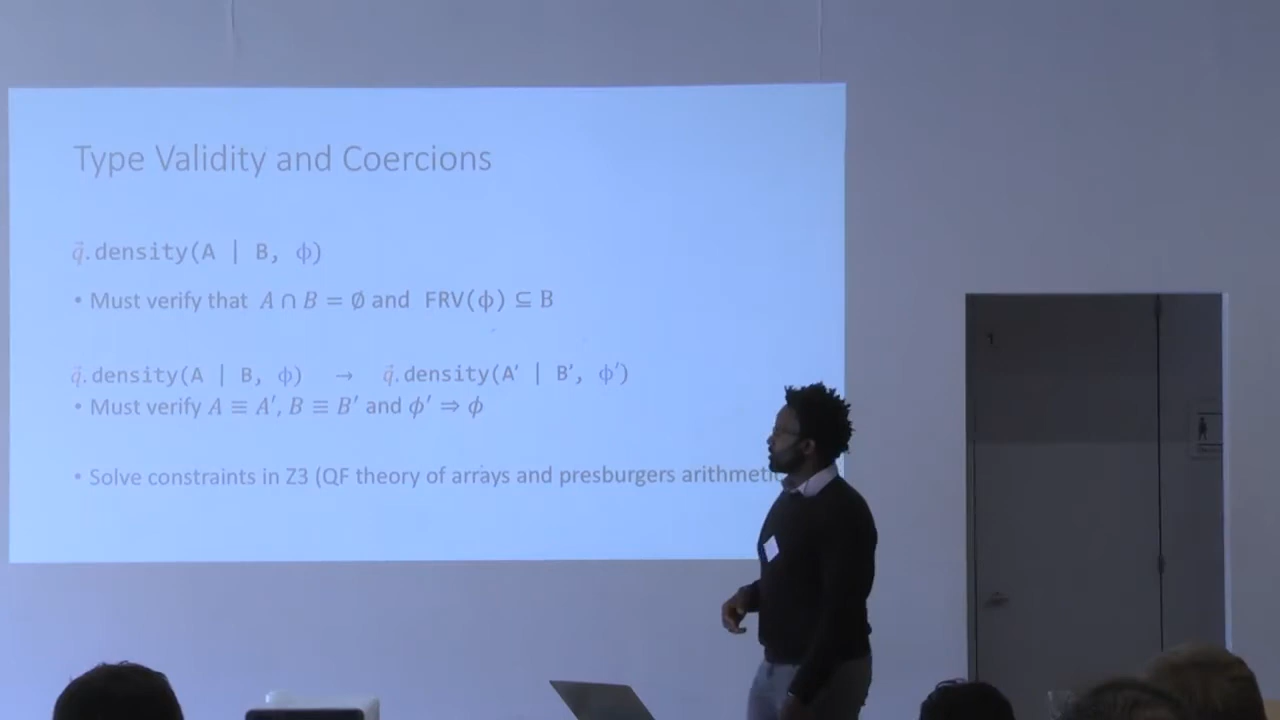 Type Validity and Coercions
q⃗.density(A | B, ϕ)
• Must verify that A ∩ B = ∅ and FRV(ϕ) ⊆ B
q⃗.density(A | B, ϕ) → q⃗.density(A′ | B′, ϕ′)
• Must verify A ≡ A′, B ≡ B′ and ϕ′ ⇒ ϕ
• Solve constraints in Z3 (QF theory of arrays and presburgers arithmetic